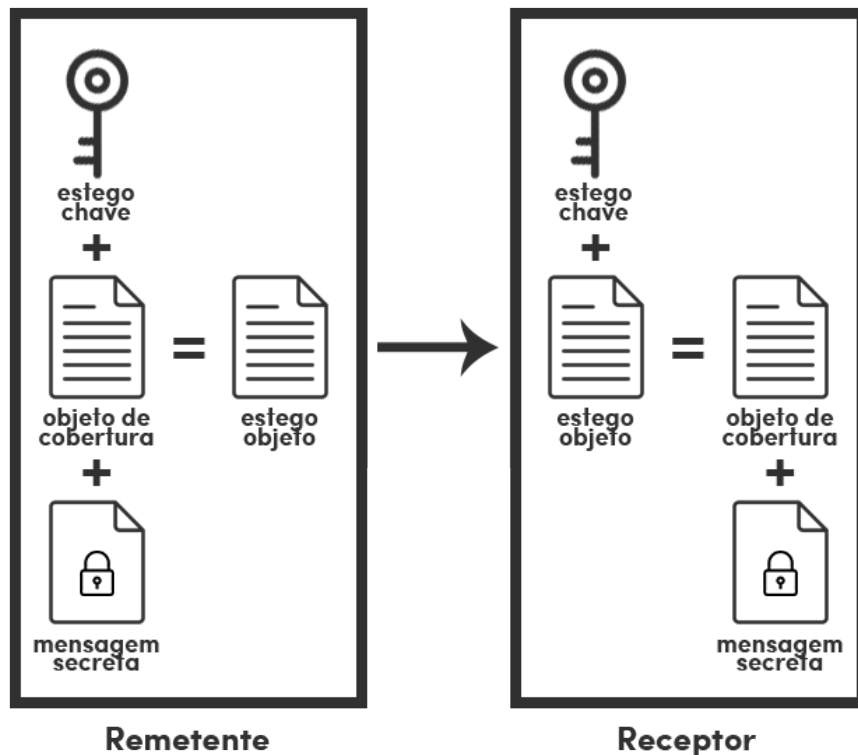 estego
chave
+
=
objeto de
cobertura
estego
objeto
+
mensagem
secreta
Remetente
estego
chave
+
=
estego
objeto
objeto de
cobertura
+
mensagem
secreta
Receptor